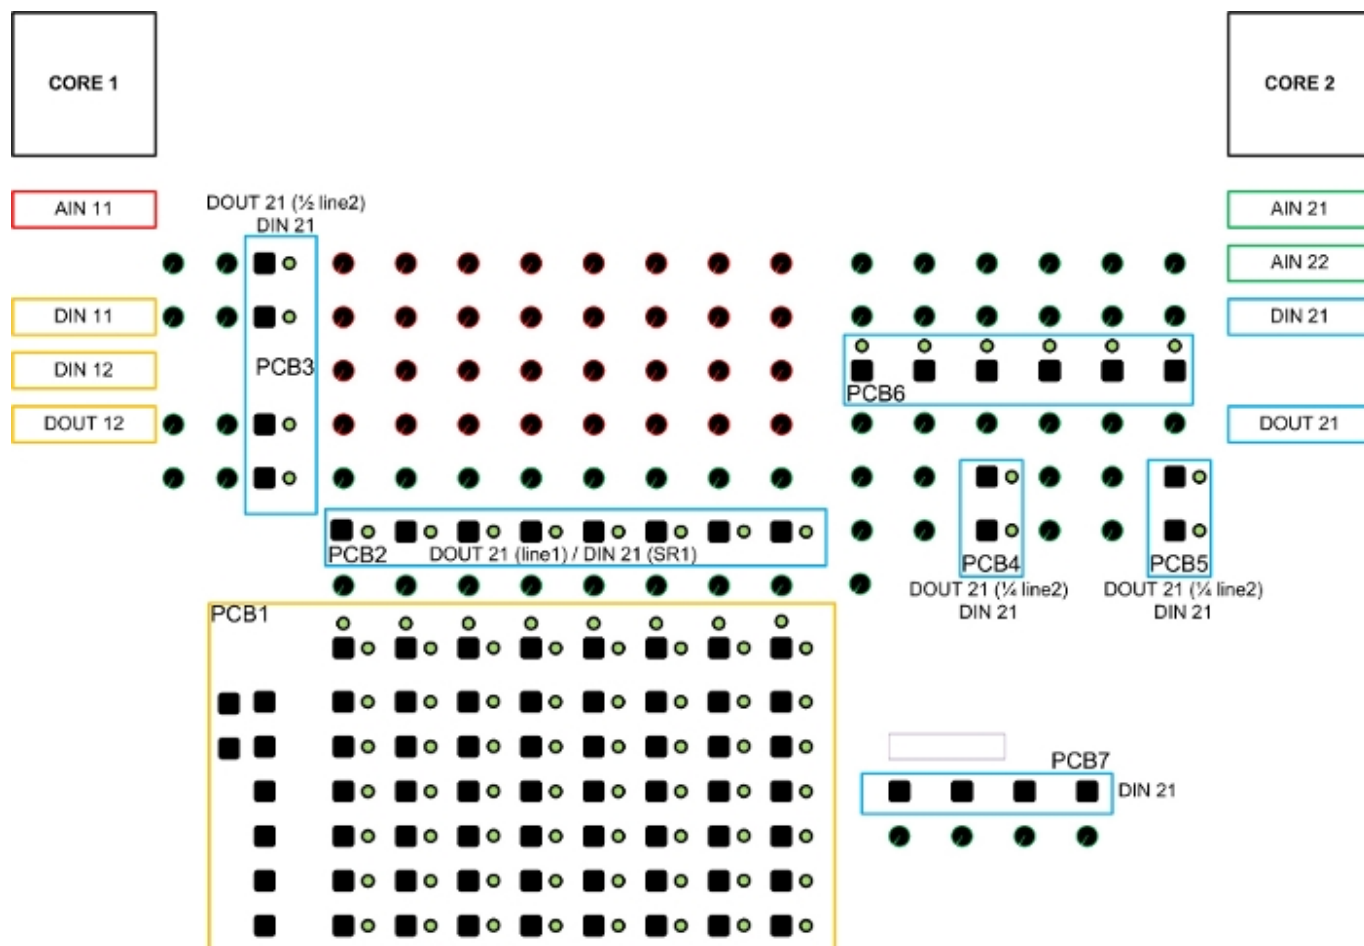 CORE 1
CORE 2
AIN 11
DOUT 21 (½ line2)
DIN 21
AIN 21
AIN 22
DIN 11
DIN 21
DIN 12
PCB3
PCB6
DOUT 12
DOUT 21
PCB2
DOUT 21 (line1) / DIN 21 (SR1)
PCB4
PCB5
DOUT 21 (¼ line2)
DIN 21
DOUT 21 (¼ line2)
DIN 21
PCB1
PCB7
DIN 21